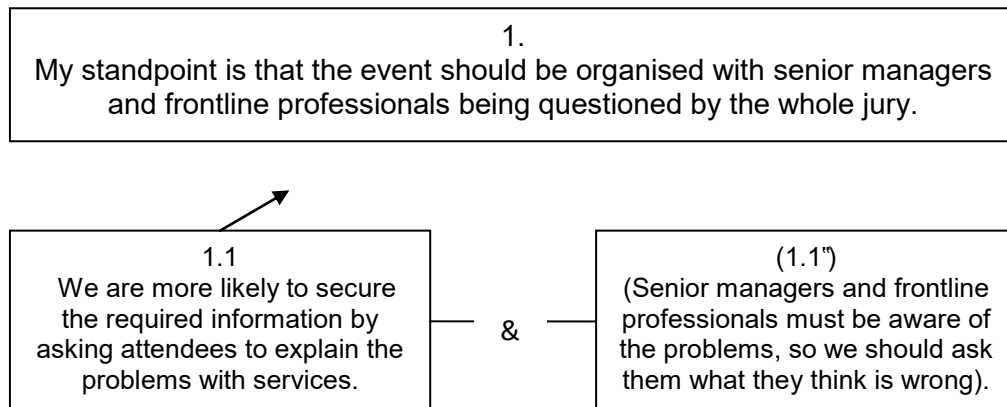 1.
My standpoint is that the event should be organised with senior managers
and frontline professionals being questioned by the whole jury.
1.1
We are more likely to secure
the required information by
asking attendees to explain the
problems with services.
&
(1.1‟)
(Senior managers and frontline
professionals must be aware of
the problems, so we should ask
them what they think is wrong).